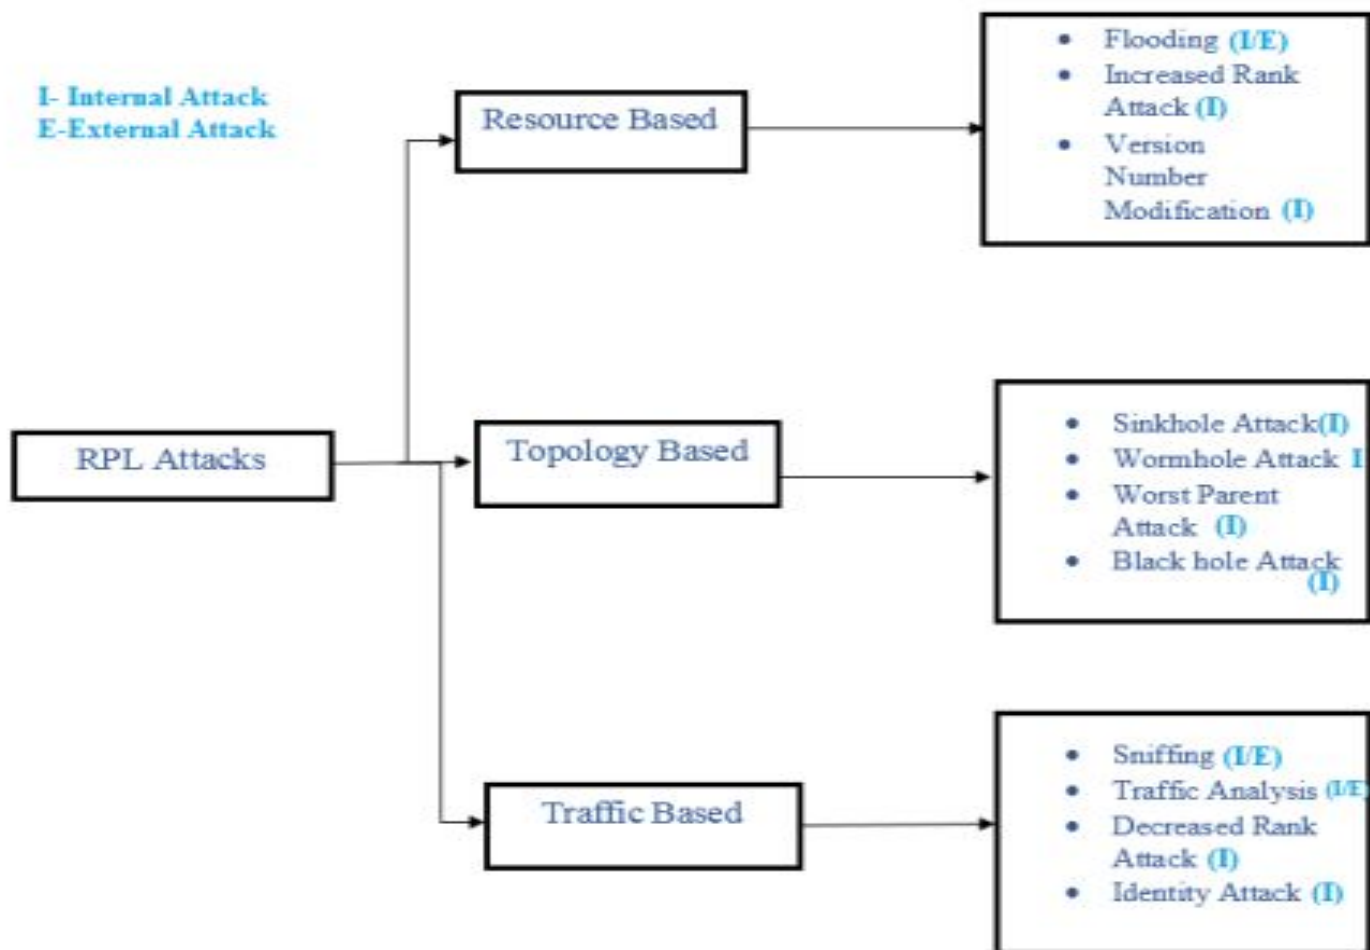 I- Internal Attack
E-External Attack
RPL Attacks
Resource Based
• Flooding (I/E)
• Increased Rank
Attack (I)
• Version
Number
Modification (I)
Topology Based
• Sinkhole Attack(I)
• Wormhole Attack I
• Worst Parent
Attack (I)
• Black hole Attack
(I)
Traffic Based
• Sniffing (I/E)
• Traffic Analysis (I/E
• Decreased Rank
Attack (I)
• Identity Attack (I)